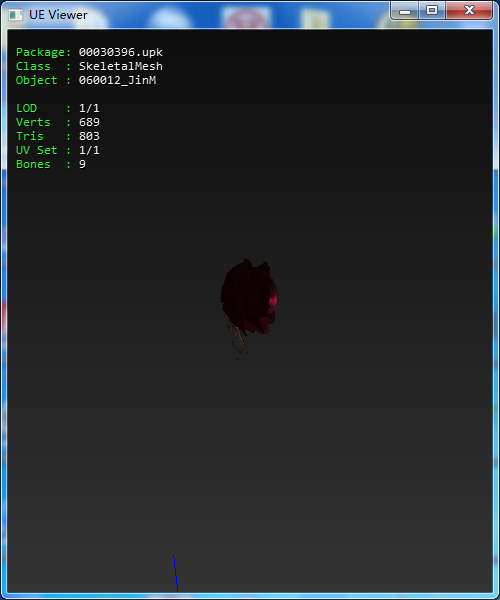 UE Viewer
Package: 00030396.upk
Class  : SkeletalMesh
Object : 060012_JinM
LOD    : 1/1
Verts  : 689
Tris   : 803
UV Set : 1/1
Bones  : 9